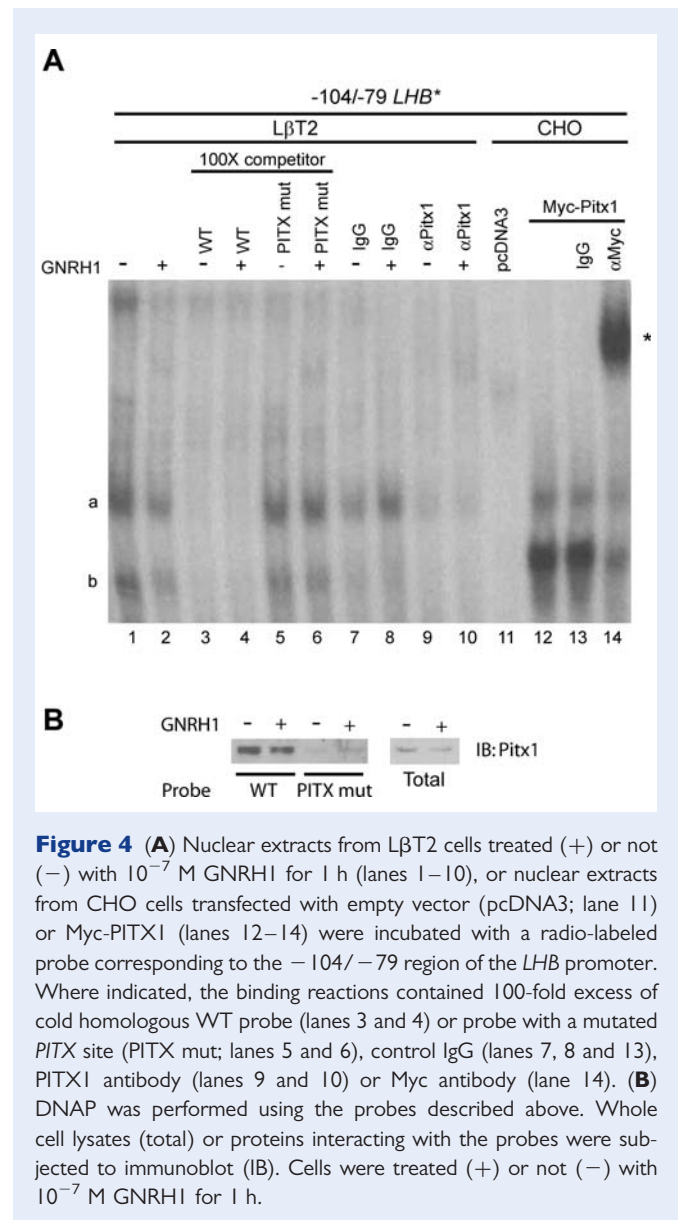 A
-104/-79 LHB*
LβT2 CHO
100X competitor
Myc-Pitx1
WT WT PITX mut PITX mut IgG IgG αPitx1 αPitx1 pcDNA3 IgG αMyc
GNRH1 - + - + - + - + - +
*
a
b
1 2 3 4 5 6 7 8 9 10 11 12 13 14
B
GNRH1 - + - + - +
IB: Pitx1
Probe WT PITX mut Total
Figure 4 (A) Nuclear extracts from LβT2 cells treated (+) or not
(−) with 10⁻⁷ M GNRH1 for 1 h (lanes 1–10), or nuclear extracts
from CHO cells transfected with empty vector (pcDNA3; lane 11)
or Myc-PITX1 (lanes 12–14) were incubated with a radio-labeled
probe corresponding to the −104/−79 region of the LHB promoter.
Where indicated, the binding reactions contained 100-fold excess of
cold homologous WT probe (lanes 3 and 4) or probe with a mutated
PITX site (PITX mut; lanes 5 and 6), control IgG (lanes 7, 8 and 13),
PITX1 antibody (lanes 9 and 10) or Myc antibody (lane 14). (B)
DNAP was performed using the probes described above. Whole
cell lysates (total) or proteins interacting with the probes were sub-
jected to immunoblot (IB). Cells were treated (+) or not (−) with
10⁻⁷ M GNRH1 for 1 h.